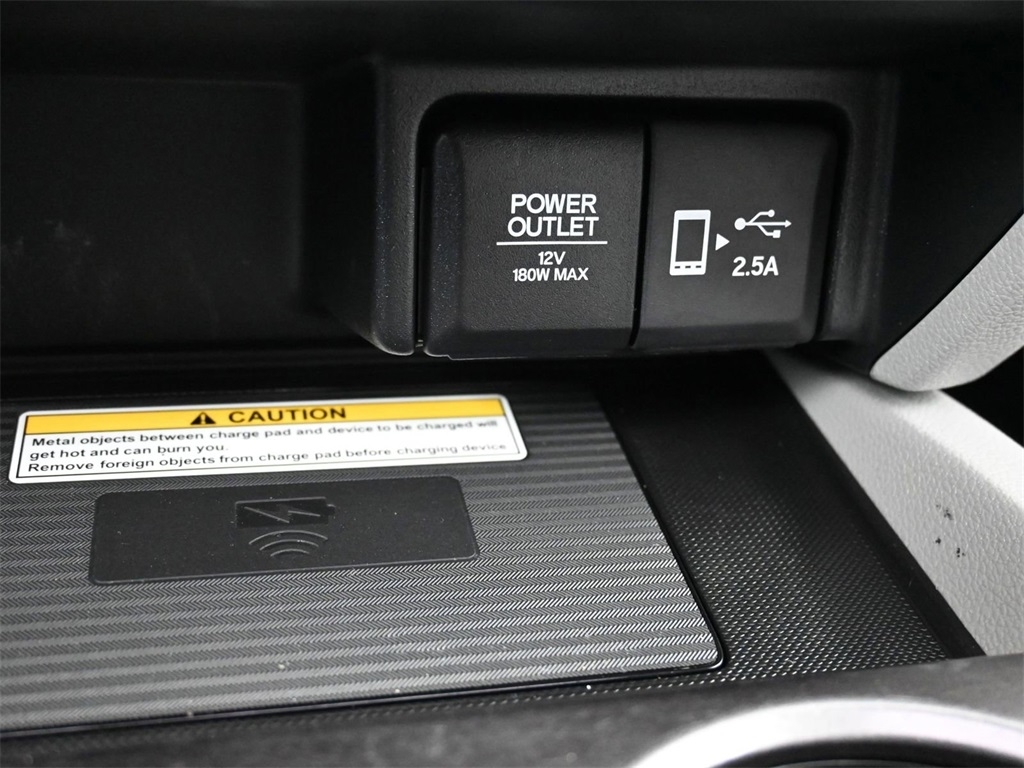 POWER
OUTLET
12V
180W MAX
2.5A
CAUTION
Metal objects between charge pad and device to be charged will
get hot and can burn you.
Remove foreign objects from charge pad before charging device